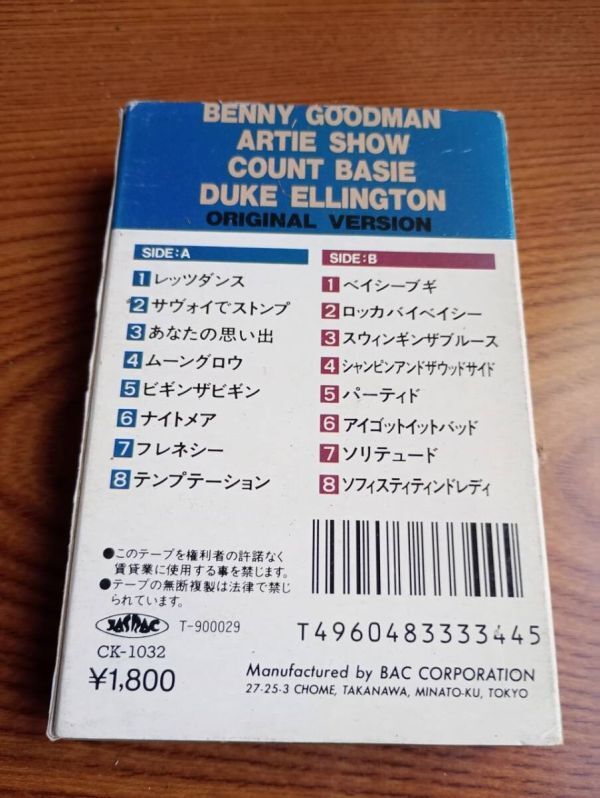 BENNY GOODMAN
ARTIE SHOW
COUNT BASIE
DUKE ELLINGTON
ORIGINAL VERSION
SIDE:A
1 レッツダンス
2 サヴォイでストンプ
3 あなたの思い出
4 ムーングロウ
5 ビギンザビギン
6 ナイトメア
7 フレネシー
8 テンプテーション
SIDE:B
1 ベイシーブギ
2 ロッカバイベイシー
3 スウィンギンザブルース
4 シャンピンアンドザウッドサイド
5 パーティド
6 アイゴットイットバッド
7 ソリテュード
8 ソフィスティティンドレディ
●このテープを権利者の許諾なく
賃貸業に使用する事を禁じます。
●テープの無断複製は法律で禁じ
られています。
JASRAC T-900029
CK-1032
¥1,800
T4960483333445
Manufactured by BAC CORPORATION
27-25-3 CHOME, TAKANAWA, MINATO-KU, TOKYO